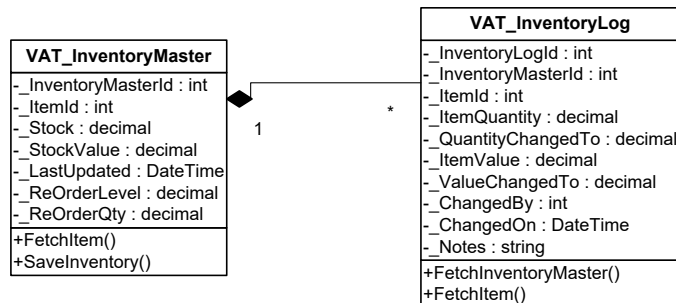 VAT_InventoryMaster
-_InventoryMasterId : int
-_ItemId : int
-_Stock : decimal
-_StockValue : decimal
-_LastUpdated : DateTime
-_ReOrderLevel : decimal
-_ReOrderQty : decimal
+FetchItem()
+SaveInventory()
1
*
VAT_InventoryLog
-_InventoryLogId : int
-_InventoryMasterId : int
-_ItemId : int
-_ItemQuantity : decimal
-_QuantityChangedTo : decimal
-_ItemValue : decimal
-_ValueChangedTo : decimal
-_ChangedBy : int
-_ChangedOn : DateTime
-_Notes : string
+FetchInventoryMaster()
+FetchItem()